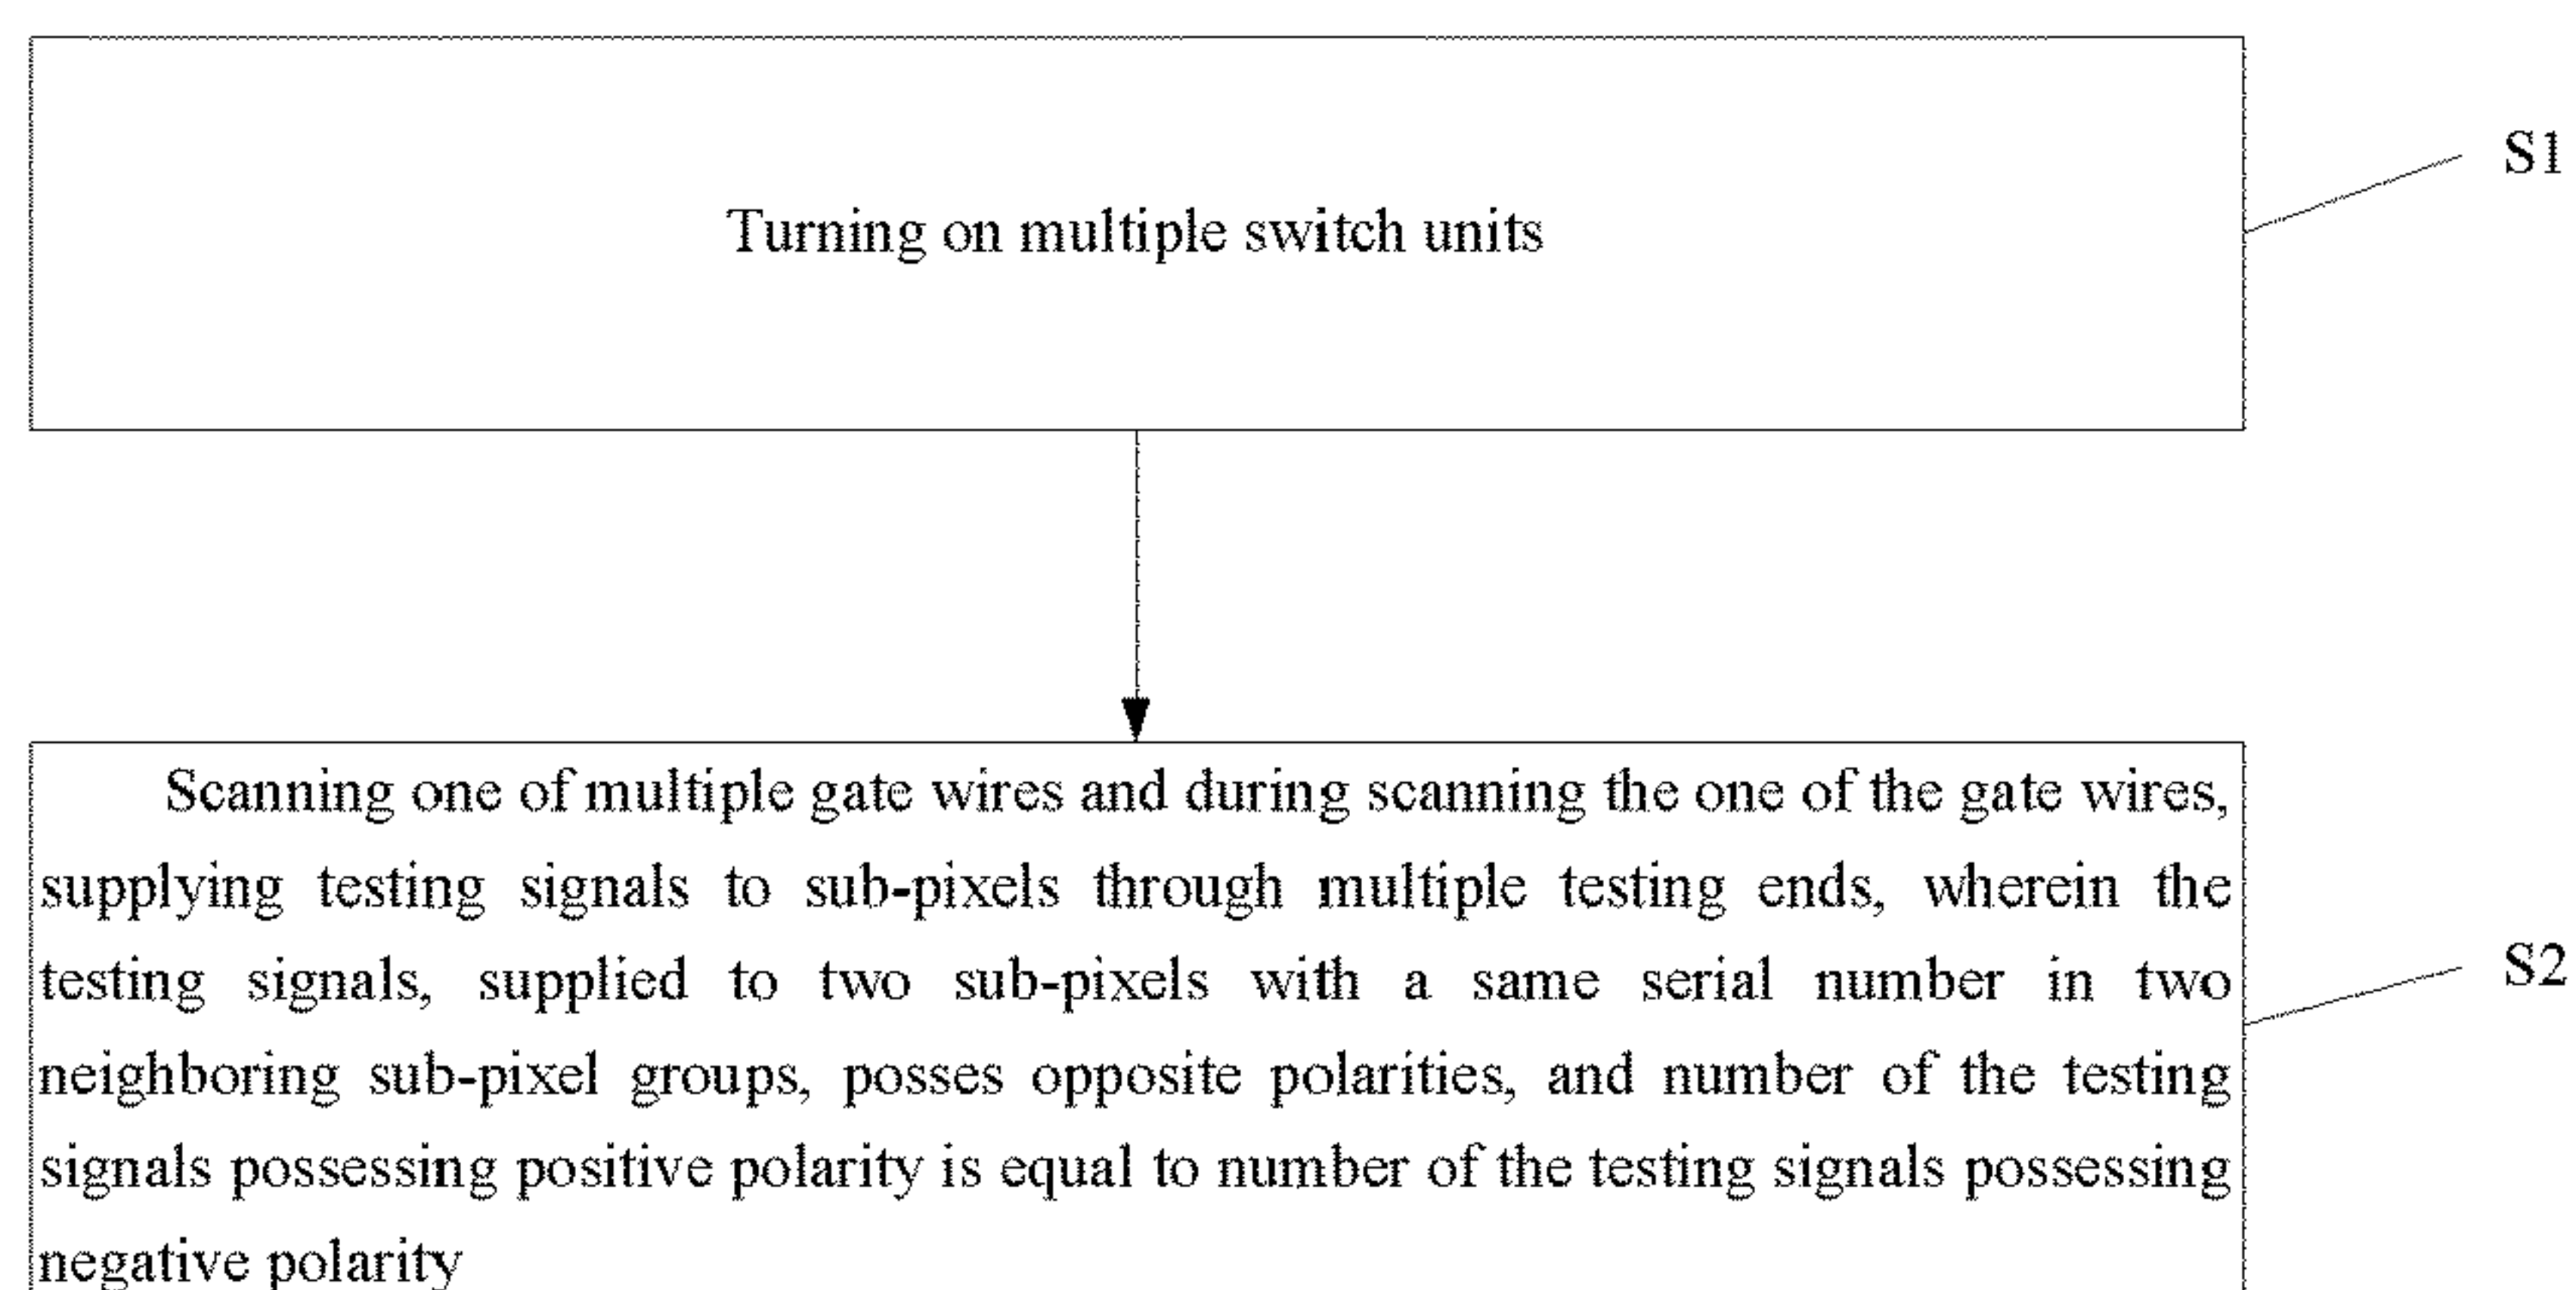 Turning on multiple switch units
S1
Scanning one of multiple gate wires and during scanning the one of the gate wires,
supplying testing signals to sub-pixels through multiple testing ends, wherein the
testing signals, supplied to two sub-pixels with a same serial number in two
S2
neighboring sub-pixel groups, posses opposite polarities, and number of the testing
signals possessing positive polarity is equal to number of the testing signals possessing
negative polarity